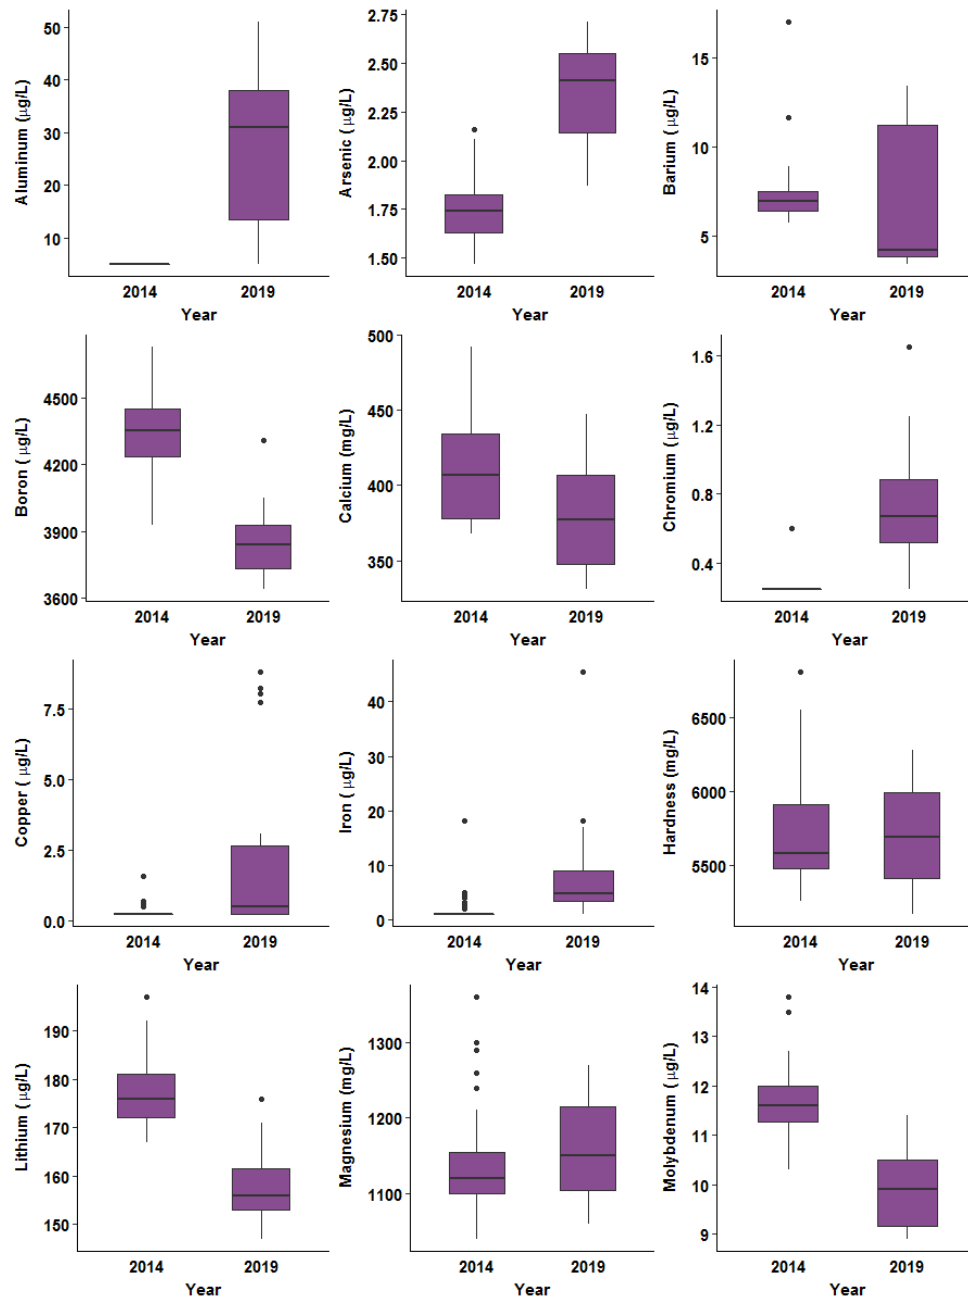 Aluminum (μg/L)
50
40
30
20
10
2014 2019
Year
Arsenic ( μg/L)
2.75
2.50
2.25
2.00
1.75
1.50
2014 2019
Year
Barium ( μg/L)
15
10
5
2014 2019
Year
Boron ( μg/L)
4500
4200
3900
3600
2014 2019
Year
Calcium (mg/L)
500
450
400
350
2014 2019
Year
Chromium (μg/L)
1.6
1.2
0.8
0.4
2014 2019
Year
Copper ( μg/L)
7.5
5.0
2.5
0.0
2014 2019
Year
Iron ( μg/L)
40
30
20
10
0
2014 2019
Year
Hardness (mg/L)
6500
6000
5500
2014 2019
Year
Lithium ( μg/L)
190
180
170
160
150
2014 2019
Year
Magnesium (mg/L)
1300
1200
1100
2014 2019
Year
Molybdenum ( μg/L)
14
13
12
11
10
9
2014 2019
Year